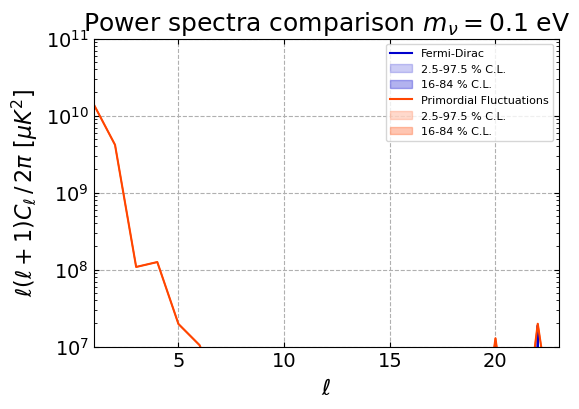 Power spectra comparison $m_\nu = 0.1$ eV
Fermi-Dirac
2.5-97.5 % C.L.
16-84 % C.L.
Primordial Fluctuations
2.5-97.5 % C.L.
16-84 % C.L.
$\ell(\ell+1)C_\ell / 2\pi$ [$\mu K^2$]
$10^{11}$
$10^{10}$
$10^9$
$10^8$
$10^7$
5 10 15 20
$\ell$